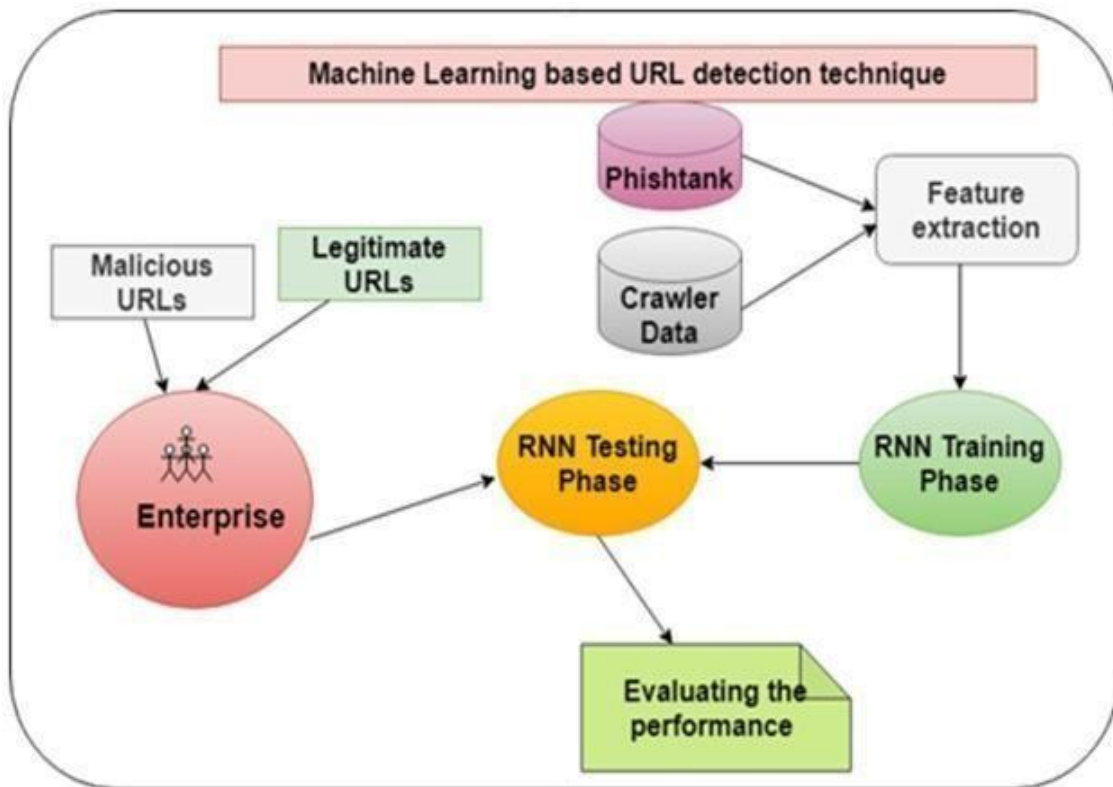 Machine Learning based URL detection technique
Phishtank
Feature
extraction
Malicious
URLs
Legitimate
URLs
Crawler
Data
Enterprise
RNN Testing
Phase
RNN Training
Phase
Evaluating the
performance